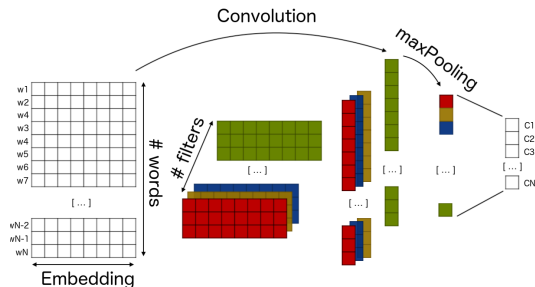 Convolution
maxPooling
w1
w2
w4
w3
w4
w5
w6
w7
[ ... ]
wN-2
wN-1
wN
Embedding
# words
# filters
[ ... ]
[ ... ]
[ ... ]
[ ... ]
C1
C2
C3
[ ... ]
CN